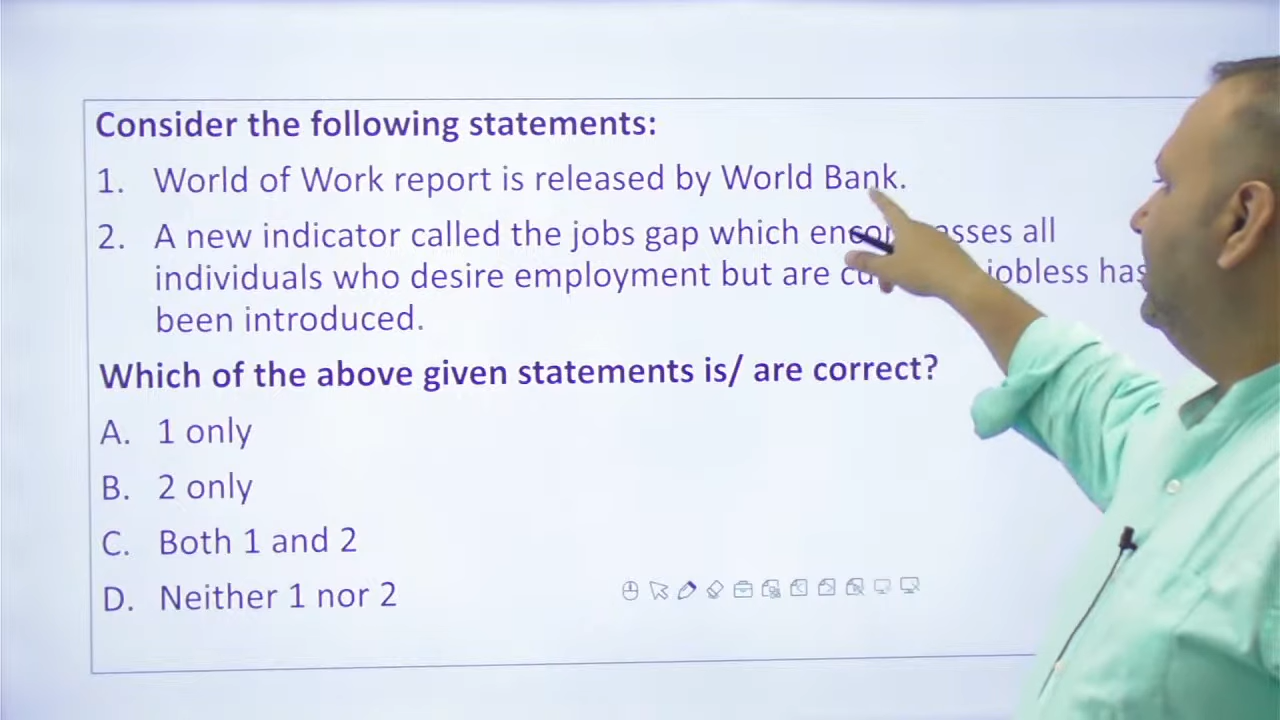 Consider the following statements:
1. World of Work report is released by World Bank.
2. A new indicator called the jobs gap which all
individuals who desire employment but are jobless has
been introduced.
Which of the above given statements is/ are correct?
A. 1 only
B. 2 only
C. Both 1 and 2
D. Neither 1 nor 2